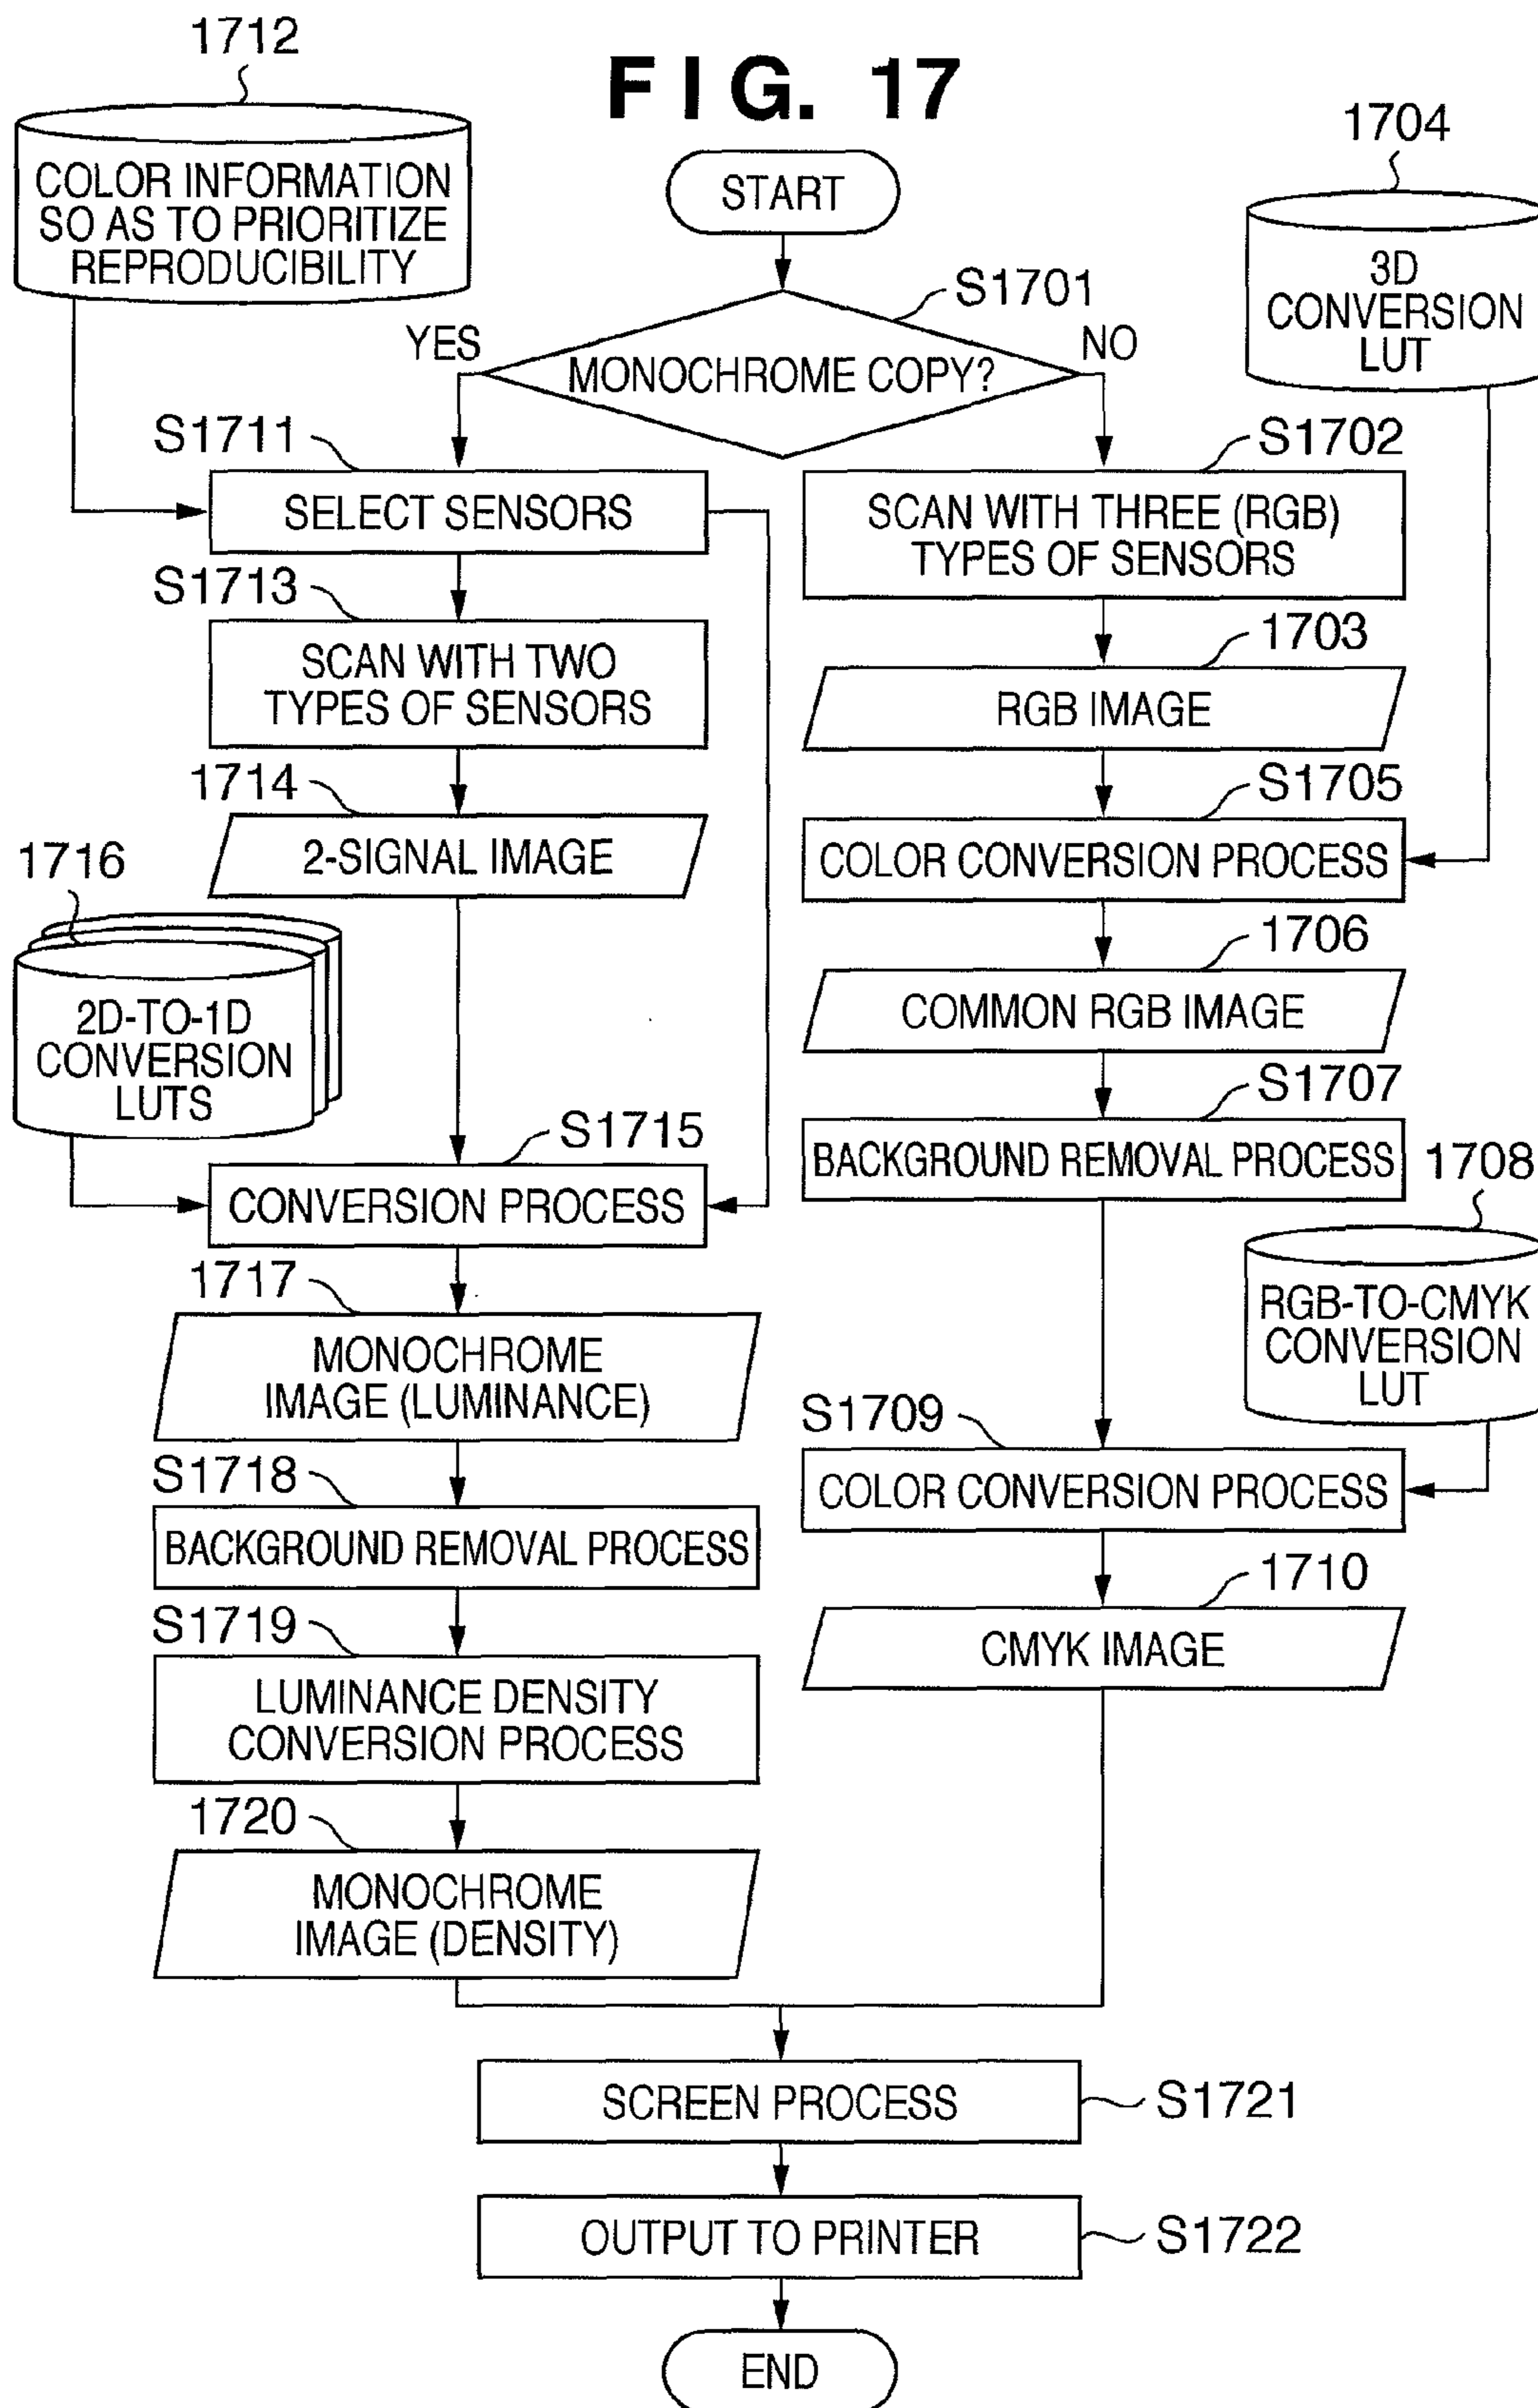 1712
FIG. 17
1704
COLOR INFORMATION
SO AS TO PRIORITIZE
REPRODUCIBILITY
START
3D
CONVERSION
LUT
S1701
YES
NO
MONOCHROME COPY?
S1711
SELECT SENSORS
S1702
SCAN WITH THREE (RGB)
TYPES OF SENSORS
S1713
SCAN WITH TWO
TYPES OF SENSORS
1703
RGB IMAGE
1714
2-SIGNAL IMAGE
S1705
COLOR CONVERSION PROCESS
1716
2D-TO-1D
CONVERSION
LUTS
1706
COMMON RGB IMAGE
S1707
BACKGROUND REMOVAL PROCESS
S1715
CONVERSION PROCESS
1708
RGB-TO-CMYK
CONVERSION
LUT
1717
MONOCHROME
IMAGE (LUMINANCE)
S1709
COLOR CONVERSION PROCESS
S1718
BACKGROUND REMOVAL PROCESS
1710
CMYK IMAGE
S1719
LUMINANCE DENSITY
CONVERSION PROCESS
1720
MONOCHROME
IMAGE (DENSITY)
SCREEN PROCESS
S1721
OUTPUT TO PRINTER
S1722
END